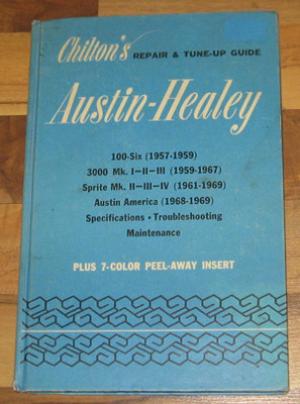 Chilton's REPAIR & TUNE-UP GUIDE
Austin-Healey
100-Six (1957-1959)
3000 Mk. I-II-III (1959-1967)
Sprite Mk. II-III-IV (1961-1969)
Austin America (1968-1969)
Specifications • Troubleshooting
Maintenance
PLUS 7-COLOR PEEL-AWAY INSERT